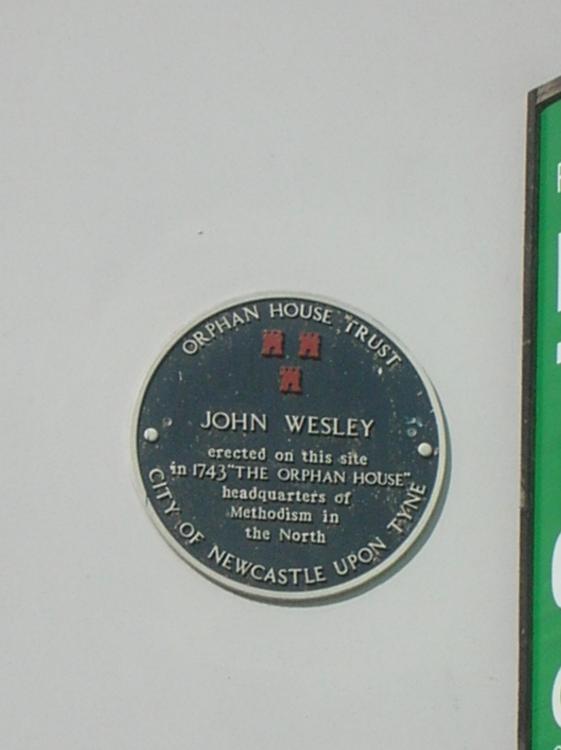 ORPHAN HOUSE TRUST
JOHN WESLEY
erected on this site
in 1743 "THE ORPHAN HOUSE"
headquarters of
Methodism in
the North
CITY OF NEWCASTLE UPON TYNE